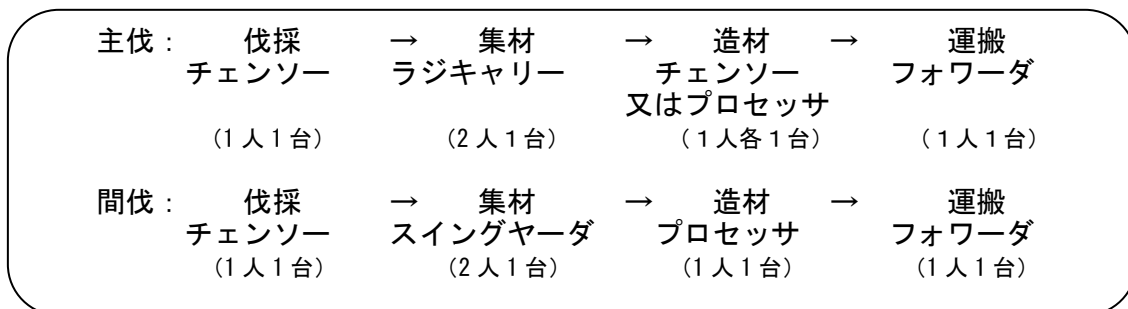 主伐： 伐採 → 集材 → 造材 → 運搬
チェンソー ラジキャリー チェンソー フォワーダ
又はプロセッサ
（1人1台） （2人１台） （１人各１台） （１人１台）
間伐： 伐採 → 集材 → 造材 → 運搬
チェンソー スイングヤーダ プロセッサ フォワーダ
（1人1台） （2人1台） （1人1台） （1人1台）